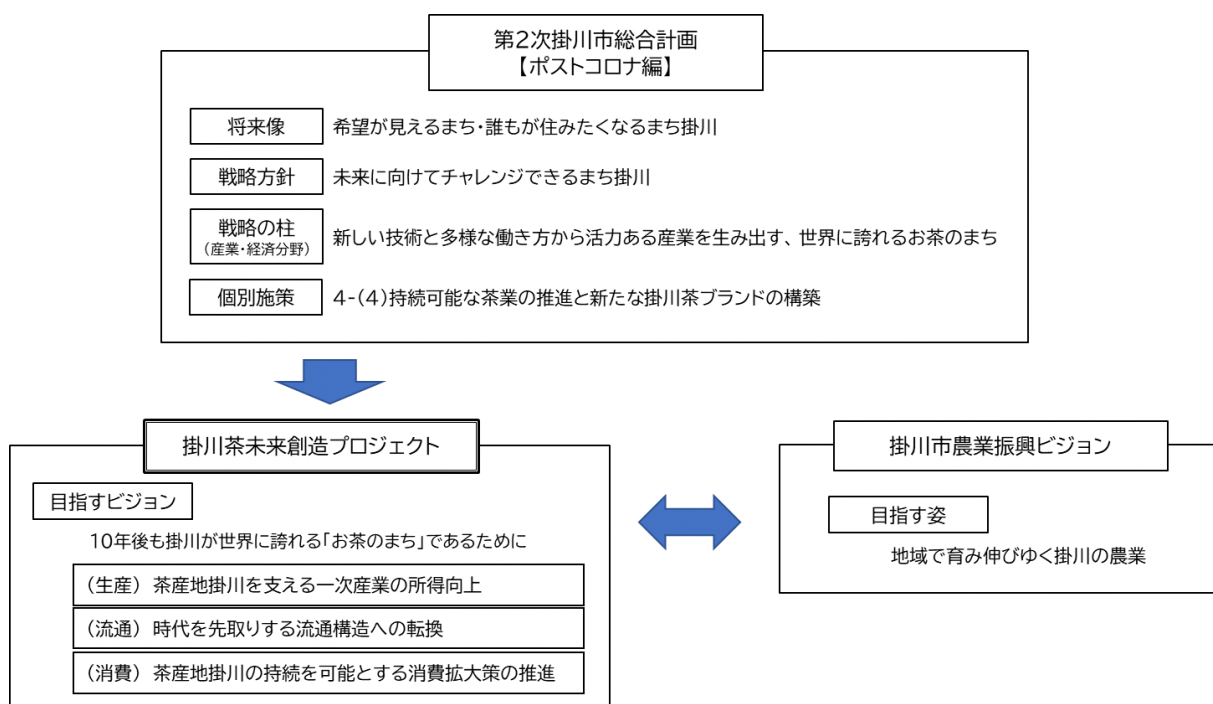 第2次掛川市総合計画
【ポストコロナ編】
将来像 希望が見えるまち・誰もが住みたくなるまち掛川
戦略方針 未来に向けてチャレンジできるまち掛川
戦略の柱
（産業・経済分野）
新しい技術と多様な働き方から活力ある産業を生み出す、世界に誇れるお茶のまち
個別施策 4-(4)持続可能な茶業の推進と新たな掛川茶ブランドの構築
掛川茶未来創造プロジェクト
目指すビジョン
10年後も掛川が世界に誇れる「お茶のまち」であるために
（生産） 茶産地掛川を支える一次産業の所得向上
（流通） 時代を先取りする流通構造への転換
（消費） 茶産地掛川の持続を可能とする消費拡大策の推進
掛川市農業振興ビジョン
目指す姿
地域で育み伸びゆく掛川の農業